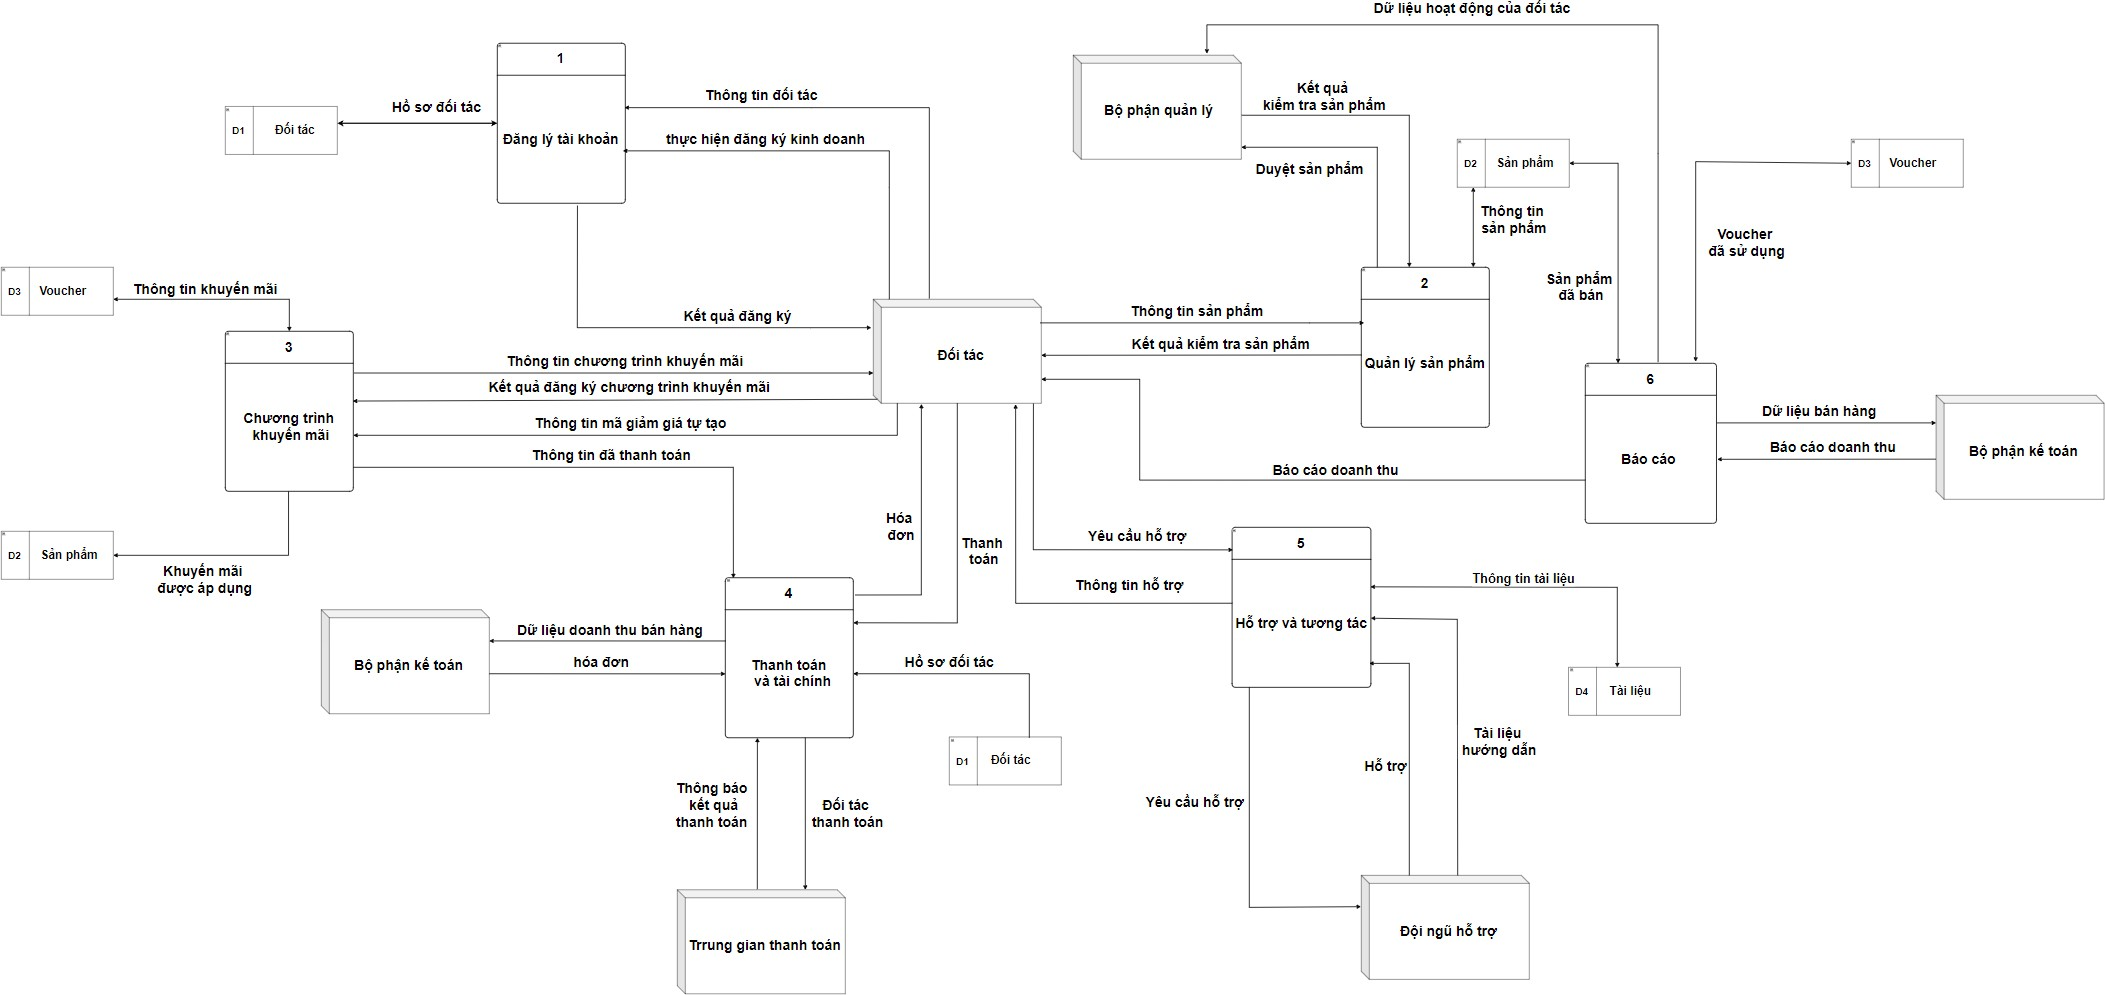 Dữ liệu hoạt động của đối tác
1
Đăng lý tài khoản
Thông tin đối tác
thực hiện đăng ký kinh doanh
Hồ sơ đối tác
D1
Đối tác
Bộ phận quản lý
Kết quả
kiểm tra sản phẩm
Duyệt sản phẩm
D2
Sản phẩm
D3
Voucher
Thông tin
sản phẩm
Voucher
đã sử dụng
Sản phẩm
đã bán
D3
Voucher
Thông tin khuyến mãi
Kết quả đăng ký
Đối tác
Thông tin sản phẩm
Kết quả kiểm tra sản phẩm
2
Quản lý sản phẩm
3
Chương trình
khuyến mãi
Thông tin chương trình khuyến mãi
Kết quả đăng ký chương trình khuyến mãi
Thông tin mã giảm giá tự tạo
Thông tin đã thanh toán
6
Báo cáo
Dữ liệu bán hàng
Báo cáo doanh thu
Bộ phận kế toán
Báo cáo doanh thu
D2
Sản phẩm
Khuyến mãi
được áp dụng
Hóa
đơn
Thanh
toán
Yêu cầu hỗ trợ
Thông tin hỗ trợ
5
Hỗ trợ và tương tác
Thông tin tài liệu
D4
Tài liệu
Bộ phận kế toán
Dữ liệu doanh thu bán hàng
hóa đơn
4
Thanh toán
và tài chính
Hồ sơ đối tác
D1
Đối tác
Thông báo
kết quả
thanh toán
Đối tác
thanh toán
Yêu cầu hỗ trợ
Hỗ trợ
Tài liệu
hướng dẫn
Trrung gian thanh toán
Đội ngũ hỗ trợ